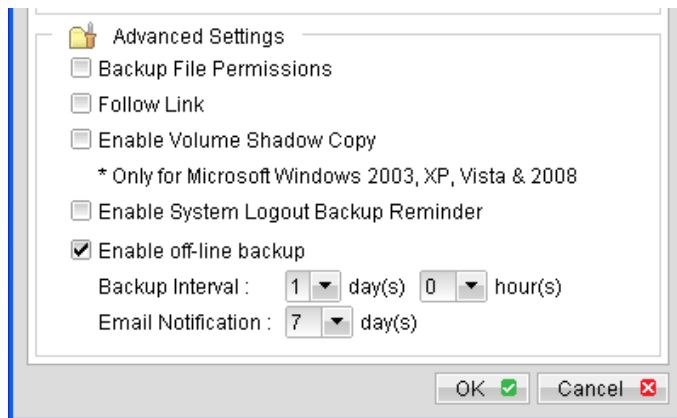 Advanced Settings
Backup File Permissions
Follow Link
Enable Volume Shadow Copy
* Only for Microsoft Windows 2003, XP, Vista & 2008
Enable System Logout Backup Reminder
Enable off-line backup
Backup Interval : 1 day(s) 0 hour(s)
Email Notification : 7 day(s)
OK Cancel